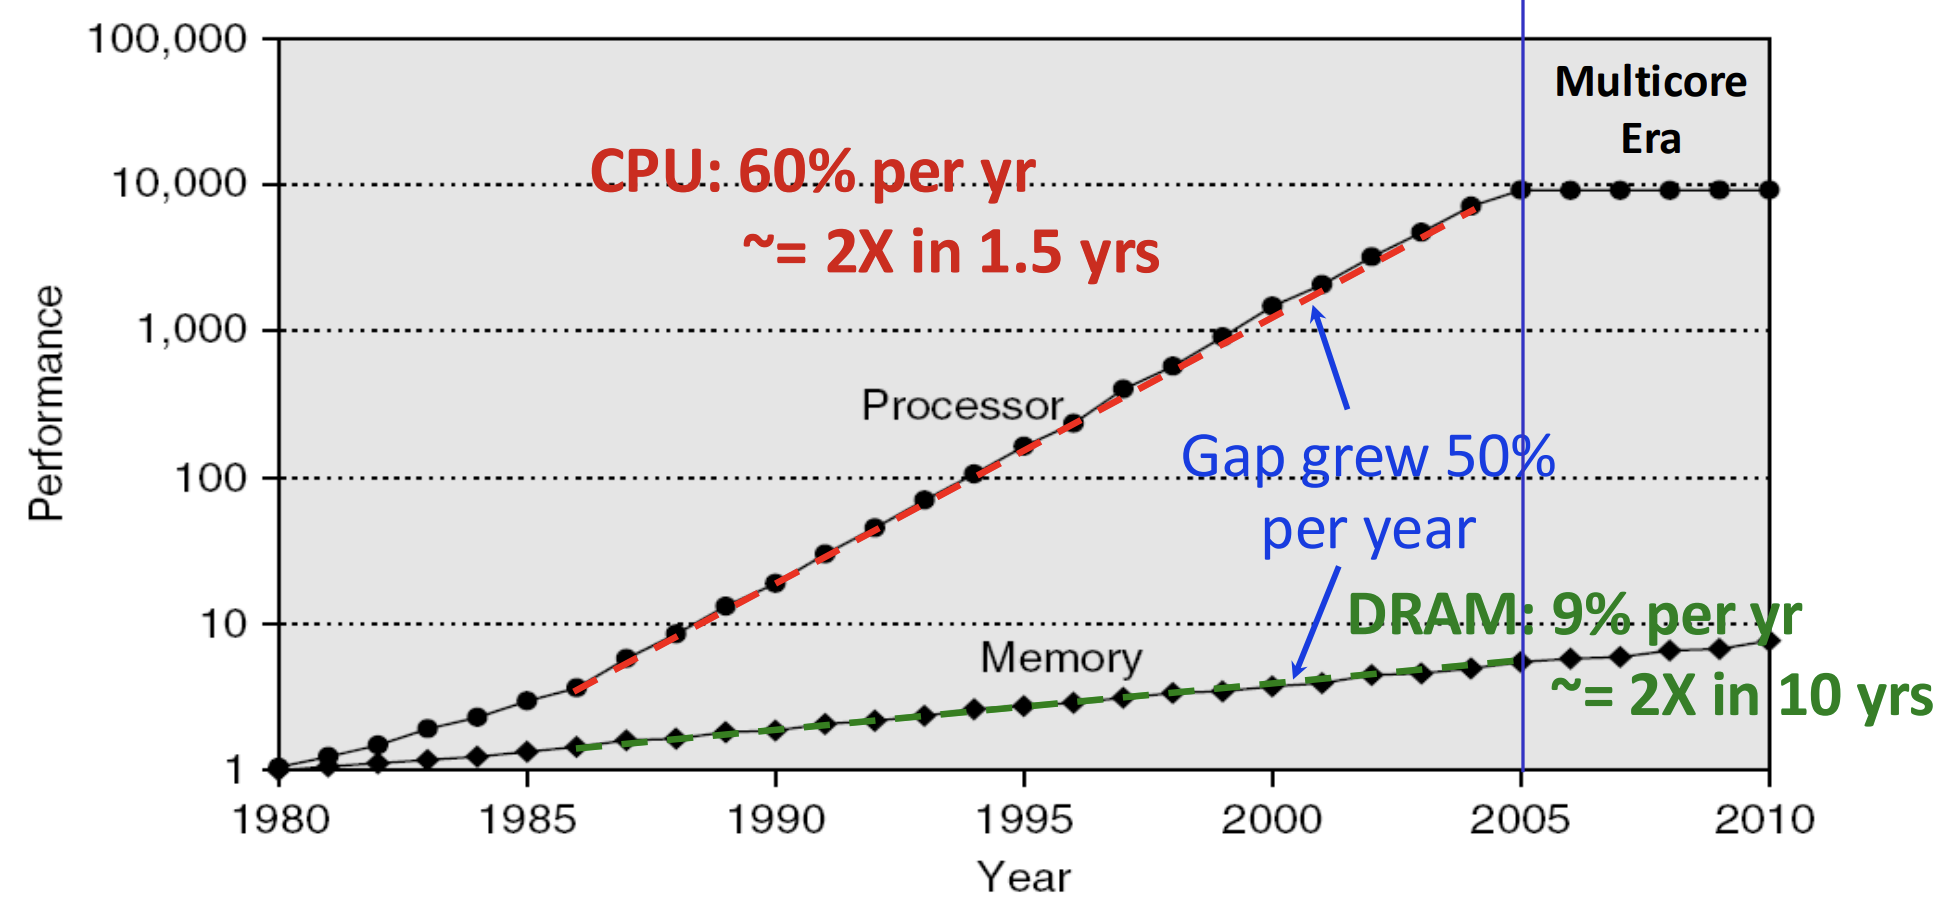 100,000
Multicore
Era
CPU: 60% per yr
10,000
~= 2X in 1.5 yrs
1,000
Processor
Performance
Gap grew 50%
100
per year
DRAM: 9% per yr
10
Memory
~= 2X in 10 yrs
1
1980 1985 1990 1995 2000 2005 2010
Year